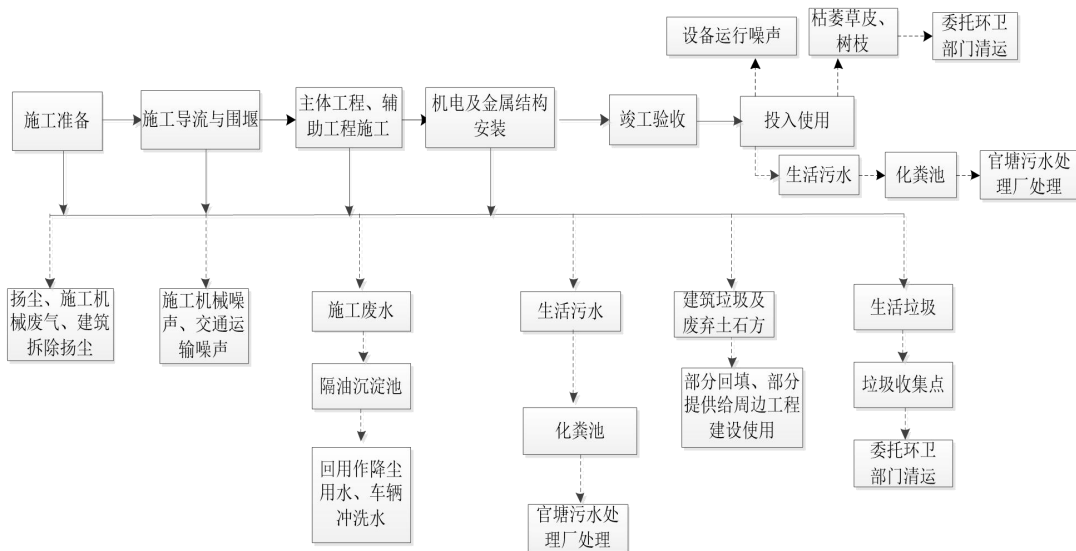 设备运行噪声
枯萎草皮、
树枝
委托环卫
部门清运
施工准备
施工导流与围堰
主体工程、辅
助工程施工
机电及金属结构
安装
竣工验收
投入使用
生活污水
化粪池
官塘污水处
理厂处理
扬尘、施工机
械废气、建筑
拆除扬尘
施工机械噪
声、交通运
输噪声
施工废水
生活污水
建筑垃圾及
废弃土石方
生活垃圾
隔油沉淀池
部分回填、部分
提供给周边工程
建设使用
垃圾收集点
化粪池
回用作降尘
用水、车辆
冲洗水
委托环卫
部门清运
官塘污水处
理厂处理